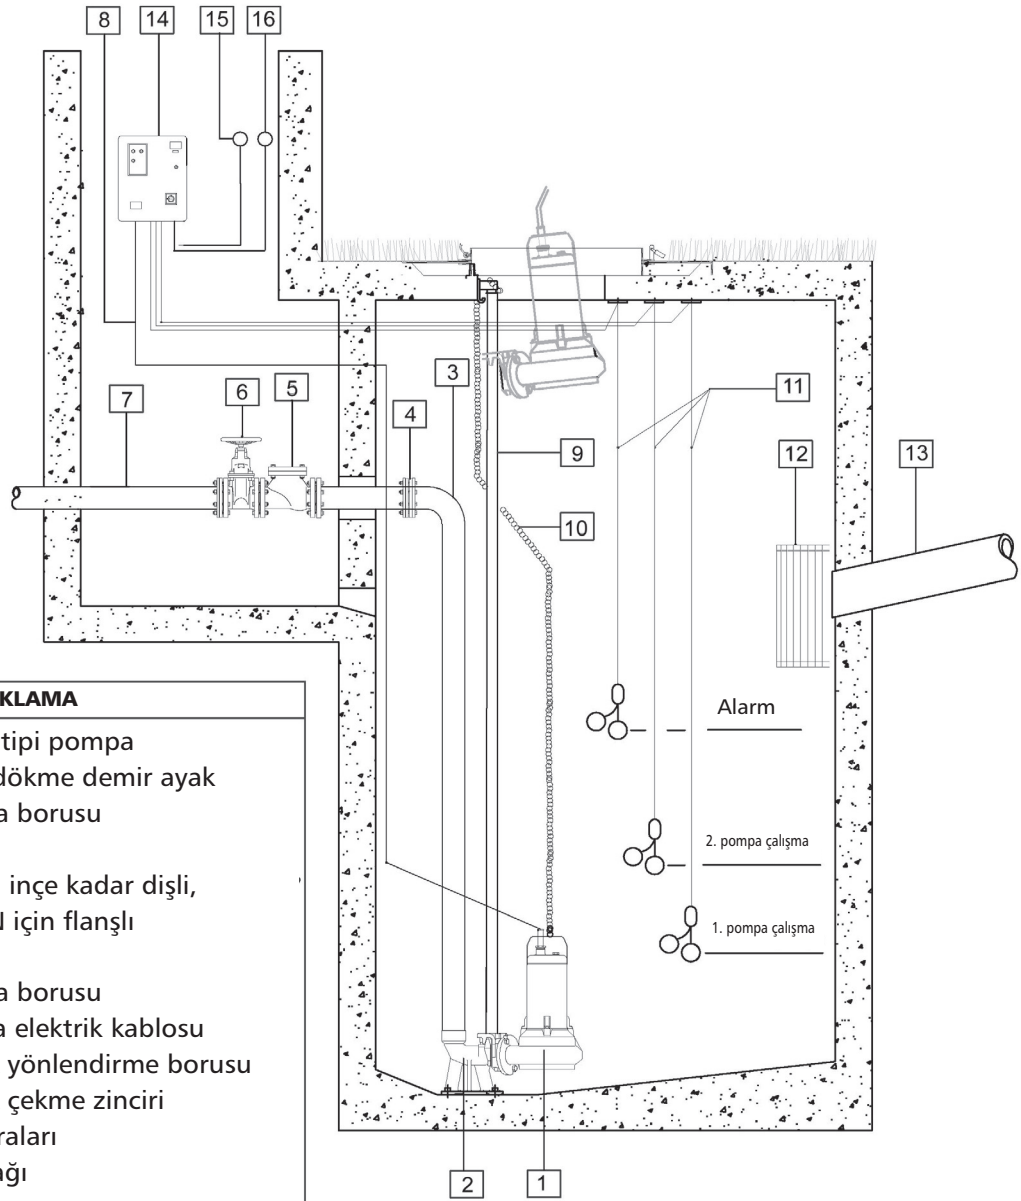 8
14
15
16
3
7
6
5
4
9
11
12
13
10
Alarm
2. pompa çalışma
1. pompa çalışma
KLAMA
tipi pompa
dökme demir ayak
a borusu
inçe kadar dişli,
için flanşlı
a borusu
a elektrik kablosu
yönlendirme borusu
çekme zinciri
raları
ağı
2
1